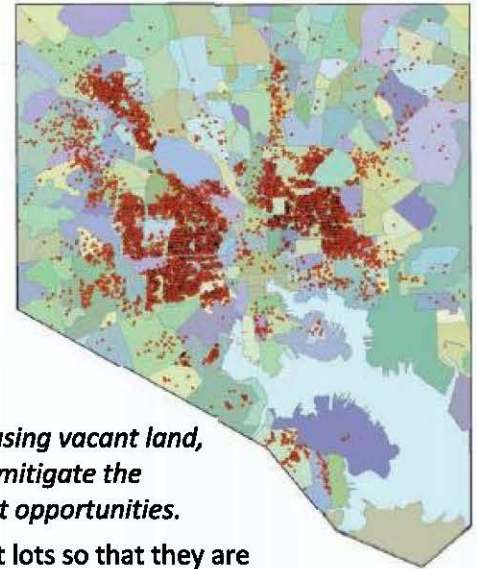 using vacant land,
mitigate the
t opportunities.
t lots so that they are